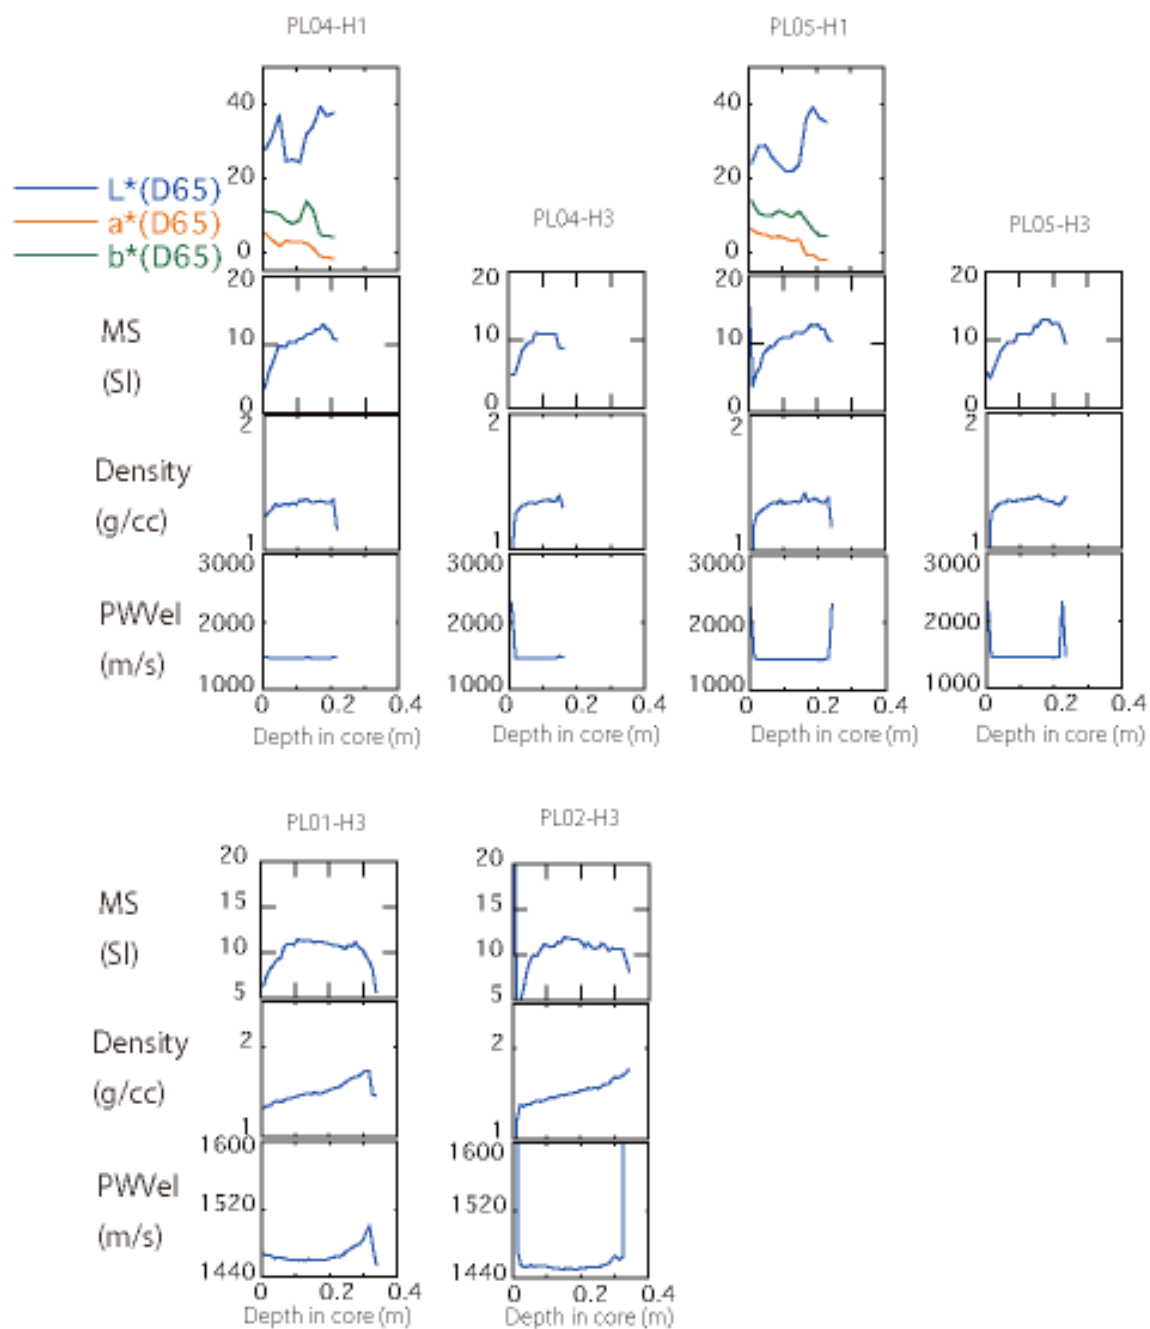 PL04-H1
PL05-H1
40
20
0
40
20
0
L*(D65)
a*(D65)
b*(D65)
PL04-H3
PL05-H3
MS
(SI)
20
10
0
20
10
0
20
10
0
20
10
0
Density
(g/cc)
2
1
2
1
2
1
2
1
PWVel
(m/s)
3000
2000
1000
3000
2000
1000
3000
2000
1000
3000
2000
1000
0 0.2 0.4
0 0.2 0.4
0 0.2 0.4
0 0.2 0.4
Depth in core (m)
Depth in core (m)
Depth in core (m)
Depth in core (m)
PL01-H3
PL02-H3
MS
(SI)
20
15
10
5
20
15
10
5
Density
(g/cc)
2
1
2
1
PWVel
(m/s)
1600
1520
1440
1600
1520
1440
0 0.2 0.4
0 0.2 0.4
Depth in core (m)
Depth in core (m)